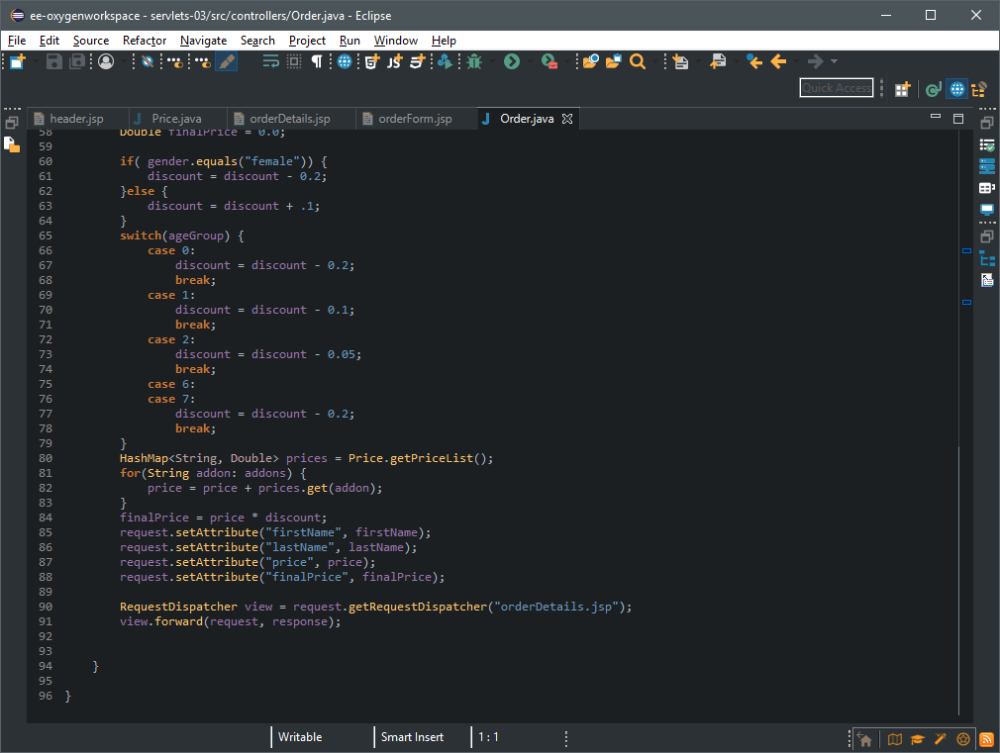 ee-oxygenworkspace - servlets-03/src/controllers/Order.java - Eclipse
File Edit Source Refactor Navigate Search Project Run Window Help
Quick Access
header.jsp Price.java orderDetails.jsp orderForm.jsp Order.java
58 Double finalPrice = 0.0;
59
60 if( gender.equals("female")) {
61 discount = discount - 0.2;
62 }else {
63 discount = discount + .1;
64 }
65 switch(ageGroup) {
66 case 0:
67 discount = discount - 0.2;
68 break;
69 case 1:
70 discount = discount - 0.1;
71 break;
72 case 2:
73 discount = discount - 0.05;
74 break;
75 case 6:
76 case 7:
77 discount = discount - 0.2;
78 break;
79 }
80 HashMap<String, Double> prices = Price.getPriceList();
81 for(String addon: addons) {
82 price = price + prices.get(addon);
83 }
84 finalPrice = price * discount;
85 request.setAttribute("firstName", firstName);
86 request.setAttribute("lastName", lastName);
87 request.setAttribute("price", price);
88 request.setAttribute("finalPrice", finalPrice);
89
90 RequestDispatcher view = request.getRequestDispatcher("orderDetails.jsp");
91 view.forward(request, response);
92
93
94 }
95
96 }
Writable Smart Insert 1 : 1